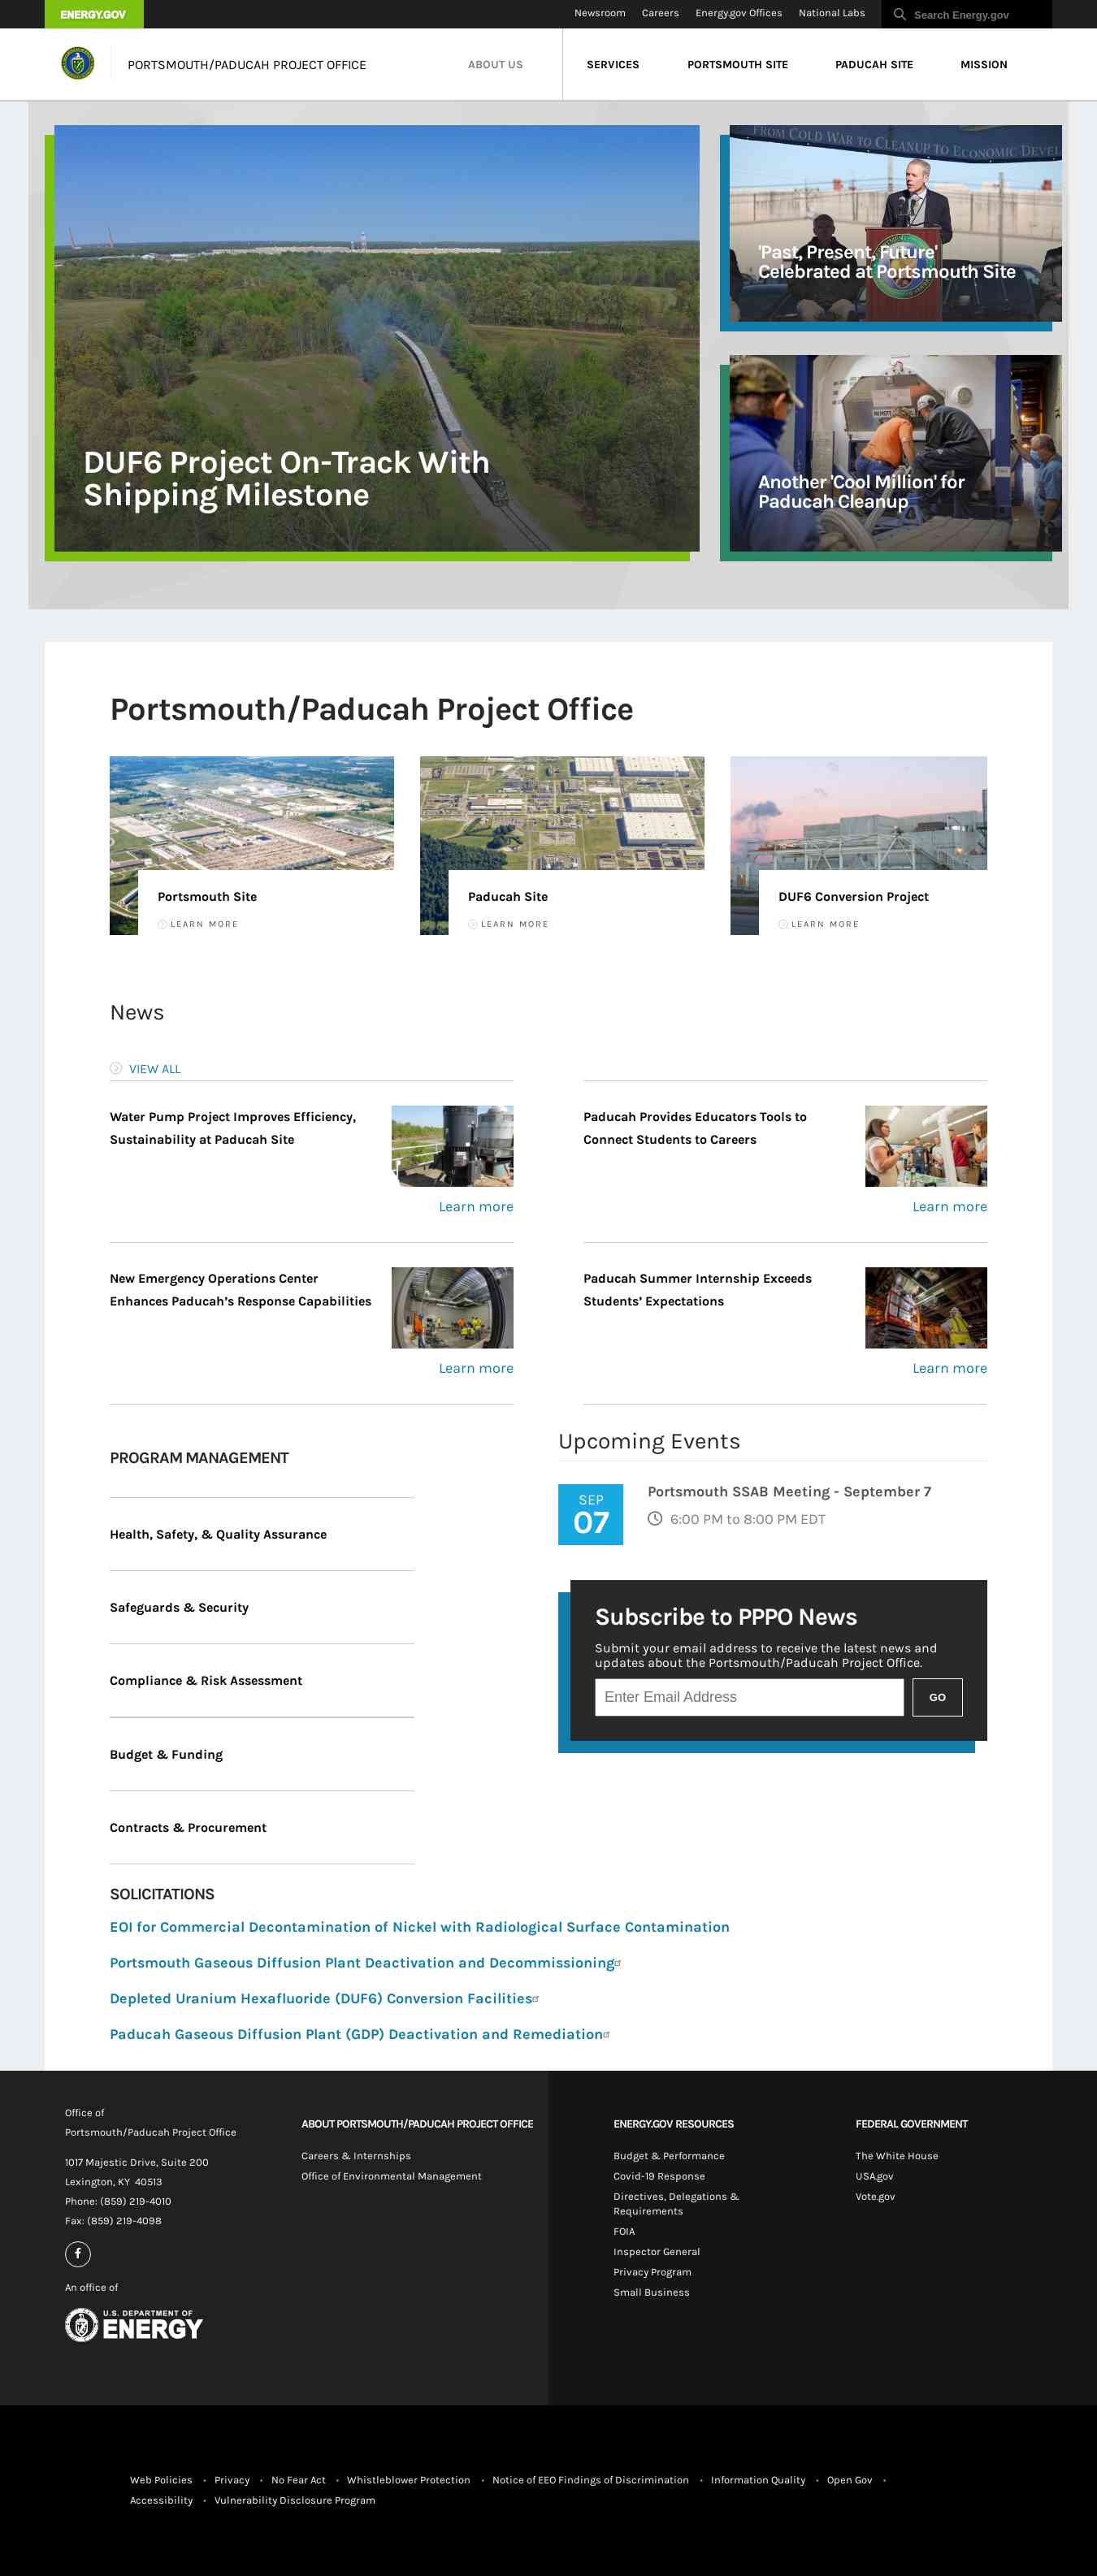 ENERGY.GOV
Newsroom
Careers
Energy.gov Offices
National Labs
Search Energy.gov
PORTSMOUTH/PADUCAH PROJECT OFFICE
ABOUT US
SERVICES
PORTSMOUTH SITE
PADUCAH SITE
MISSION
DUF6 Project On-Track With
Shipping Milestone
FROM COLD WAR TO CLEANUP TO ECONOMIC DEVEL
'Past, Present, Future'
Celebrated at Portsmouth Site
Another 'Cool Million' for
Paducah Cleanup
Portsmouth/Paducah Project Office
Portsmouth Site
LEARN MORE
Paducah Site
LEARN MORE
DUF6 Conversion Project
LEARN MORE
News
VIEW ALL
Water Pump Project Improves Efficiency,
Sustainability at Paducah Site
Learn more
Paducah Provides Educators Tools to
Connect Students to Careers
Learn more
New Emergency Operations Center
Enhances Paducah’s Response Capabilities
Learn more
Paducah Summer Internship Exceeds
Students’ Expectations
Learn more
PROGRAM MANAGEMENT
Health, Safety, & Quality Assurance
Safeguards & Security
Compliance & Risk Assessment
Budget & Funding
Contracts & Procurement
Upcoming Events
SEP
07
Portsmouth SSAB Meeting - September 7
6:00 PM to 8:00 PM EDT
Subscribe to PPPO News
Submit your email address to receive the latest news and
updates about the Portsmouth/Paducah Project Office.
Enter Email Address
GO
SOLICITATIONS
EOI for Commercial Decontamination of Nickel with Radiological Surface Contamination
Portsmouth Gaseous Diffusion Plant Deactivation and Decommissioning
Depleted Uranium Hexafluoride (DUF6) Conversion Facilities
Paducah Gaseous Diffusion Plant (GDP) Deactivation and Remediation
Office of
Portsmouth/Paducah Project Office
1017 Majestic Drive, Suite 200
Lexington, KY 40513
Phone: (859) 219-4010
Fax: (859) 219-4098
An office of
U.S. DEPARTMENT OF
ENERGY
ABOUT PORTSMOUTH/PADUCAH PROJECT OFFICE
Careers & Internships
Office of Environmental Management
ENERGY.GOV RESOURCES
Budget & Performance
Covid-19 Response
Directives, Delegations &
Requirements
FOIA
Inspector General
Privacy Program
Small Business
FEDERAL GOVERNMENT
The White House
USA.gov
Vote.gov
Web Policies • Privacy • No Fear Act • Whistleblower Protection • Notice of EEO Findings of Discrimination • Information Quality • Open Gov •
Accessibility • Vulnerability Disclosure Program